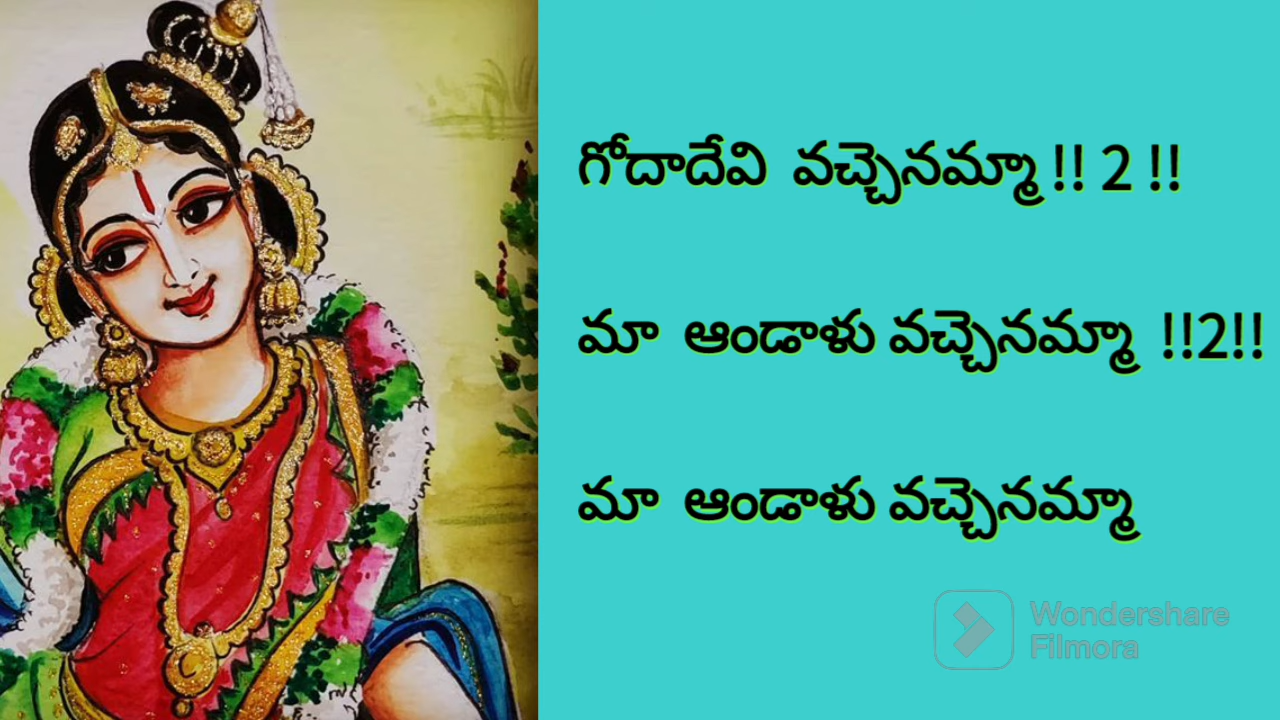 గోదాదేవి వచ్చెనమ్మా !! 2 !!
మా ఆండాళు వచ్చెనమ్మా !!2!!
మా ఆండాళు వచ్చెనమ్మా
Wondershare
Filmora